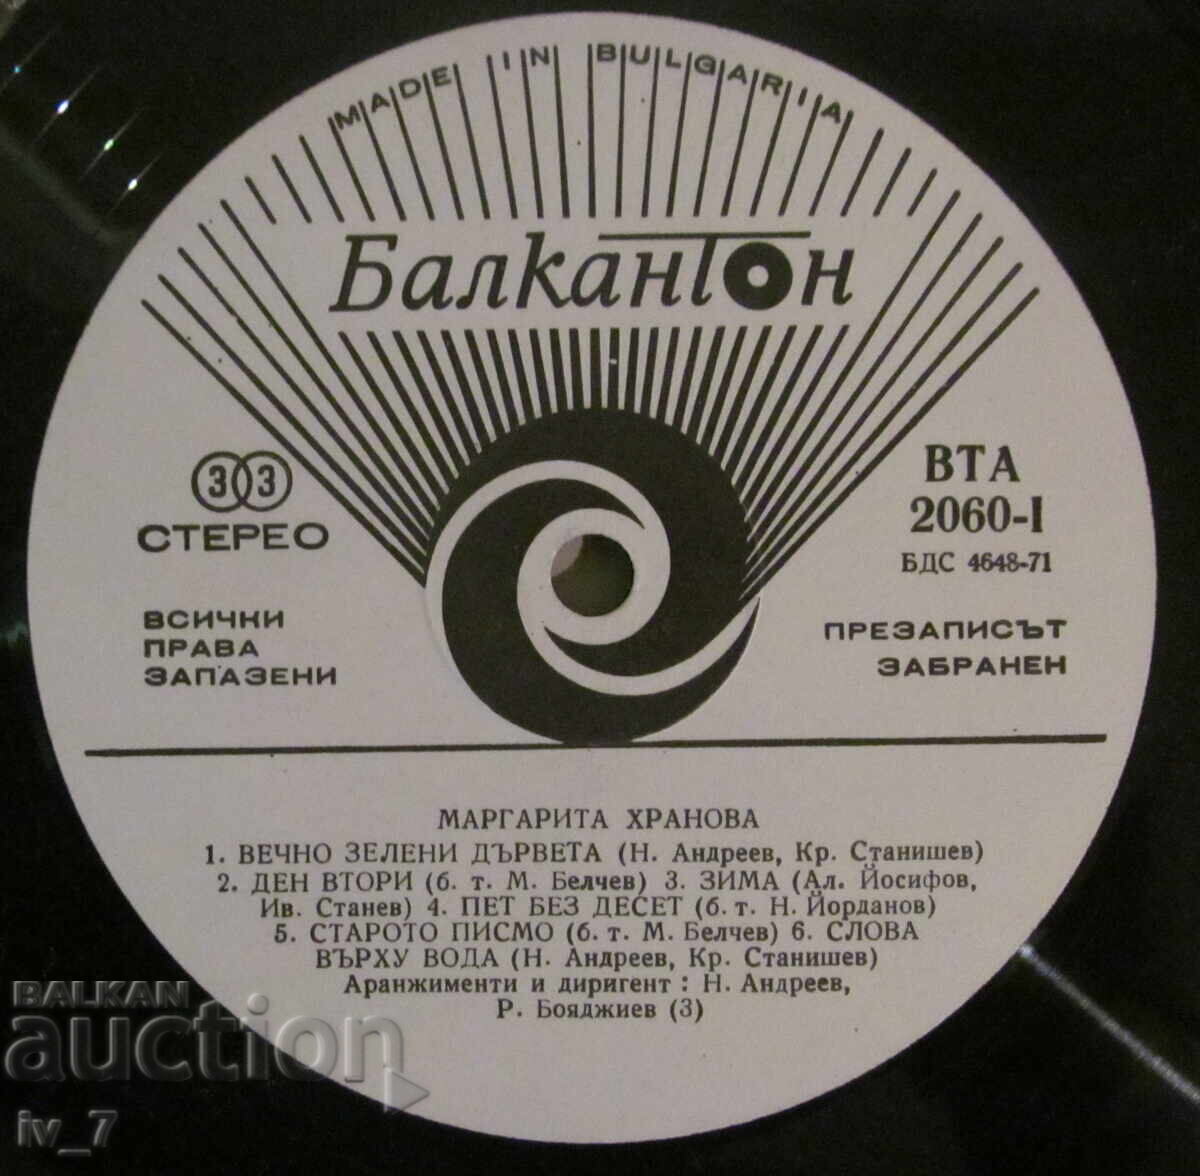 MADE IN BULGARIA
Балкантон
33
СТЕРЕО
ВСИЧКИ
ПРАВА
ЗАПАЗЕНИ
ВТА
2060-I
БДС 4648-71
ПРЕЗАПИСЪТ
ЗАБРАНЕН
МАРГАРИТА ХРАНОВА
1. ВЕЧНО ЗЕЛЕНИ ДЪРВЕТА (Н. Андреев, Кр. Станишев)
2. ДЕН ВТОРИ (б. т. М. Белчев) 3. ЗИМА (Ал. Йосифов,
Ив. Станев) 4. ПЕТ БЕЗ ДЕСЕТ (б. т. Н. Йорданов)
5. СТАРОТО ПИСМО (б. т. М. Белчев) 6. СЛОВА
ВЪРХУ ВОДА (Н. Андреев, Кр. Станишев)
Аранжименти и диригент : Н. Андреев,
Р. Бояджиев (3)
BALKAN
auction
iv_7